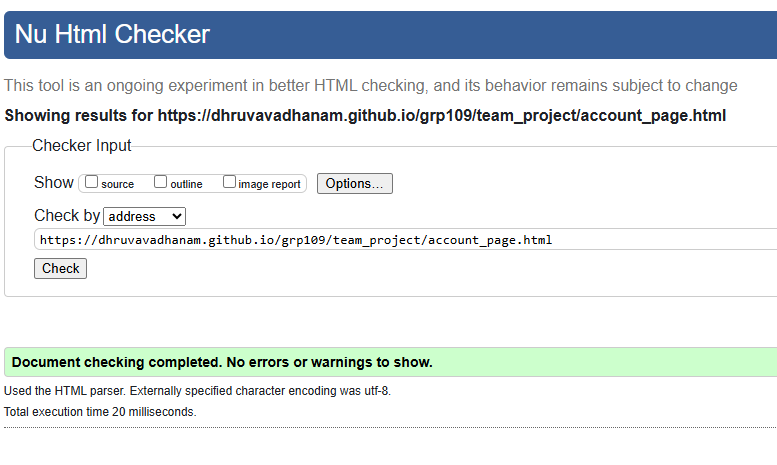 Nu Html Checker
This tool is an ongoing experiment in better HTML checking, and its behavior remains subject to change
Showing results for https://dhruvavadhanam.github.io/grp109/team_project/account_page.html
Checker Input
Show source outline image report Options...
Check by address
https://dhruvavadhanam.github.io/grp109/team_project/account_page.html
Check
Document checking completed. No errors or warnings to show.
Used the HTML parser. Externally specified character encoding was utf-8.
Total execution time 20 milliseconds.